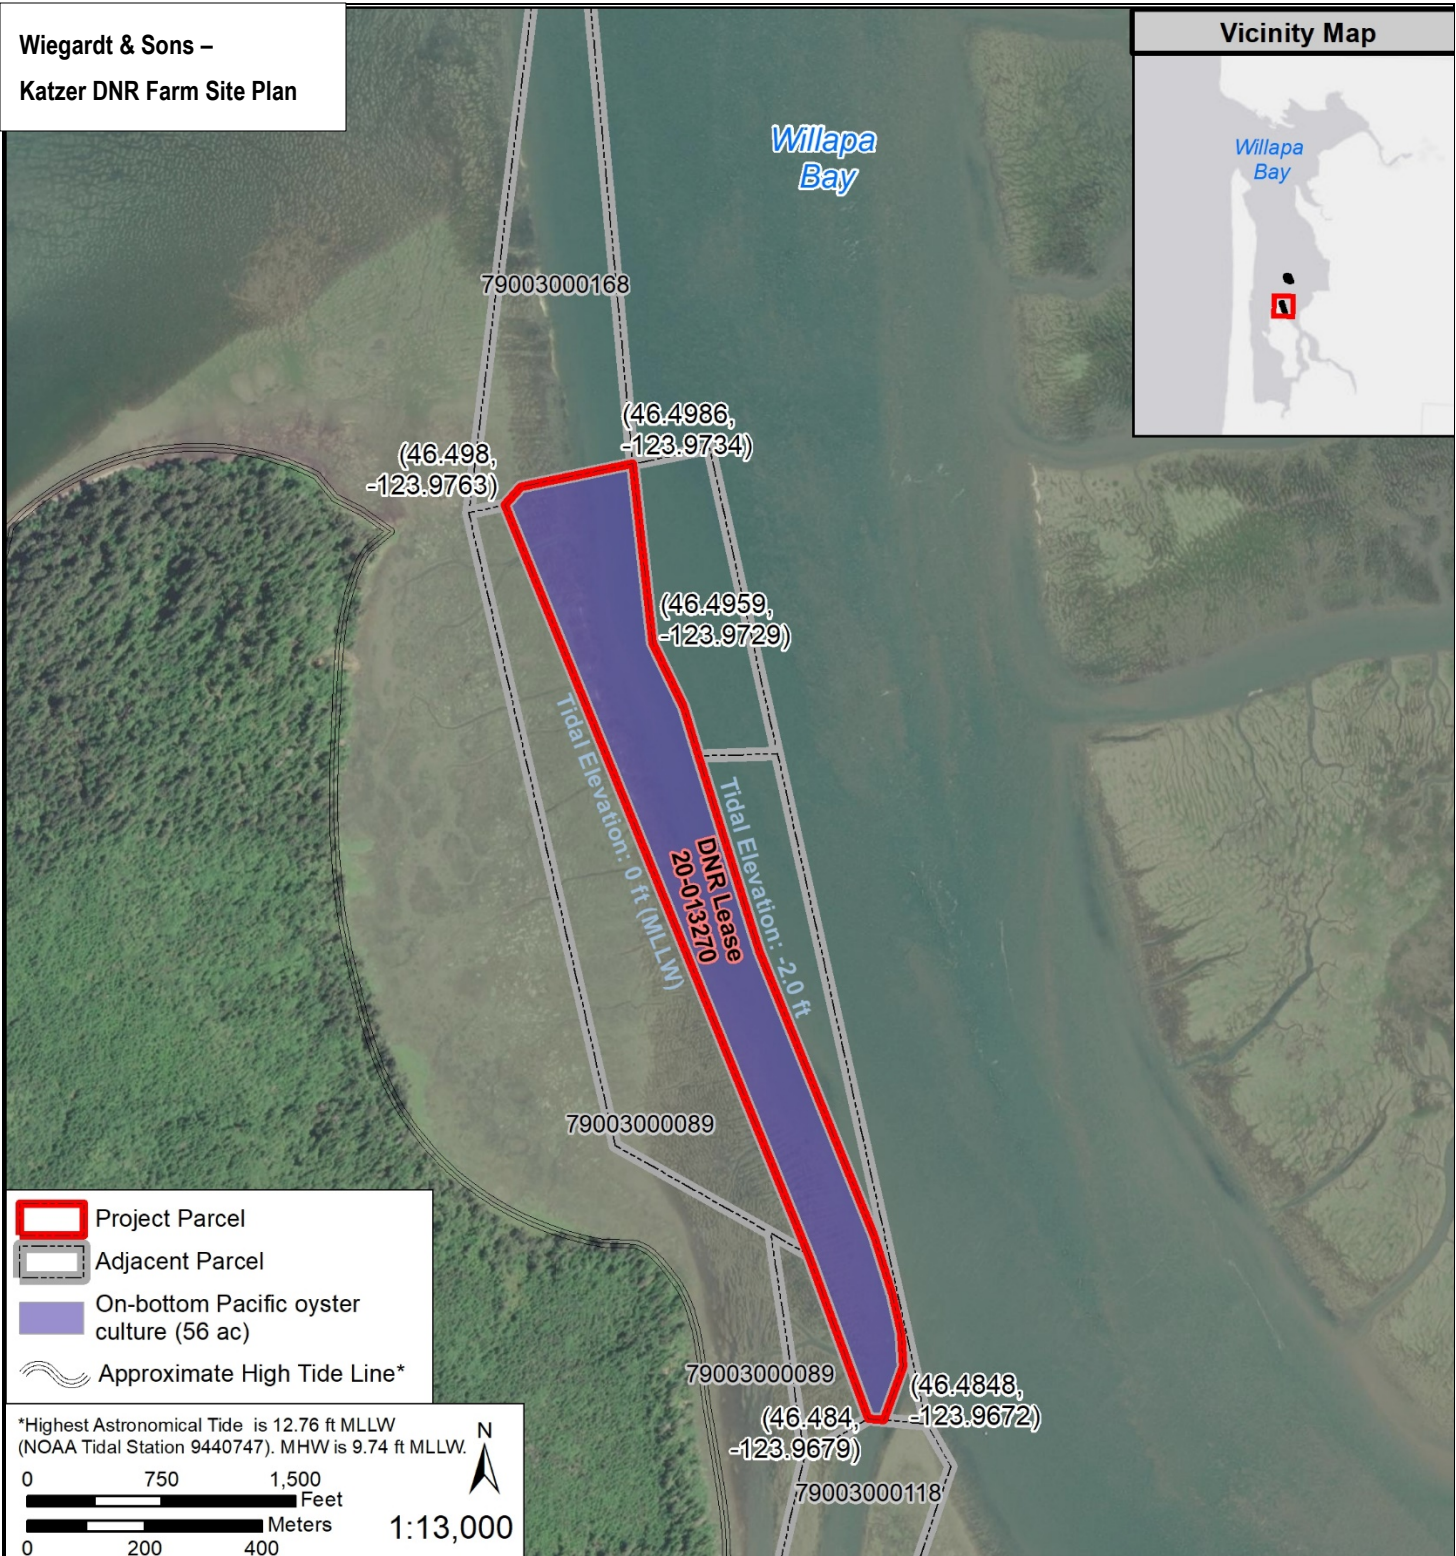 Wiegardt & Sons –
Katzer DNR Farm Site Plan
Vicinity Map
Willapa
Bay
Willapa
Bay
79003000168
(46.4986,
-123.9734)
(46.498,
-123.9763)
(46.4959,
-123.9729)
Tidal Elevation: 0 ft (MLLW)
Tidal Elevation: -2.0 ft
DNR Lease
20-013270
79003000089
79003000089
(46.4848,
-123.9672)
(46.484,
-123.9679)
79003000118
Project Parcel
Adjacent Parcel
On-bottom Pacific oyster
culture (56 ac)
Approximate High Tide Line*
*Highest Astronomical Tide is 12.76 ft MLLW
(NOAA Tidal Station 9440747). MHW is 9.74 ft MLLW.
N
0 750 1,500
Feet
Meters
0 200 400
1:13,000